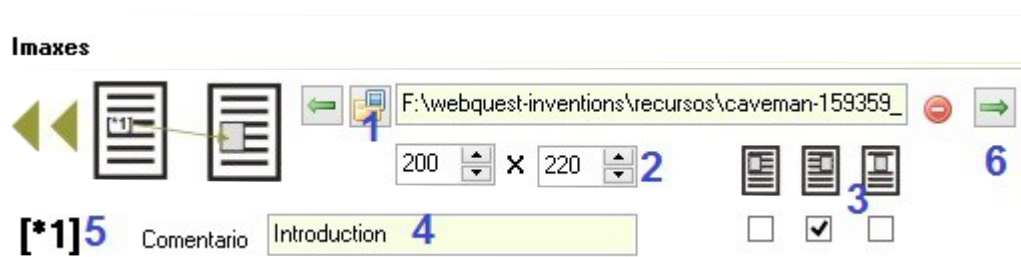 Imaxes
[*1]
F:\webquest-inventions\recursos\caveman-159359_
1
200 X 220 2
3
6
[*1] 5 Comentario Introduction 4